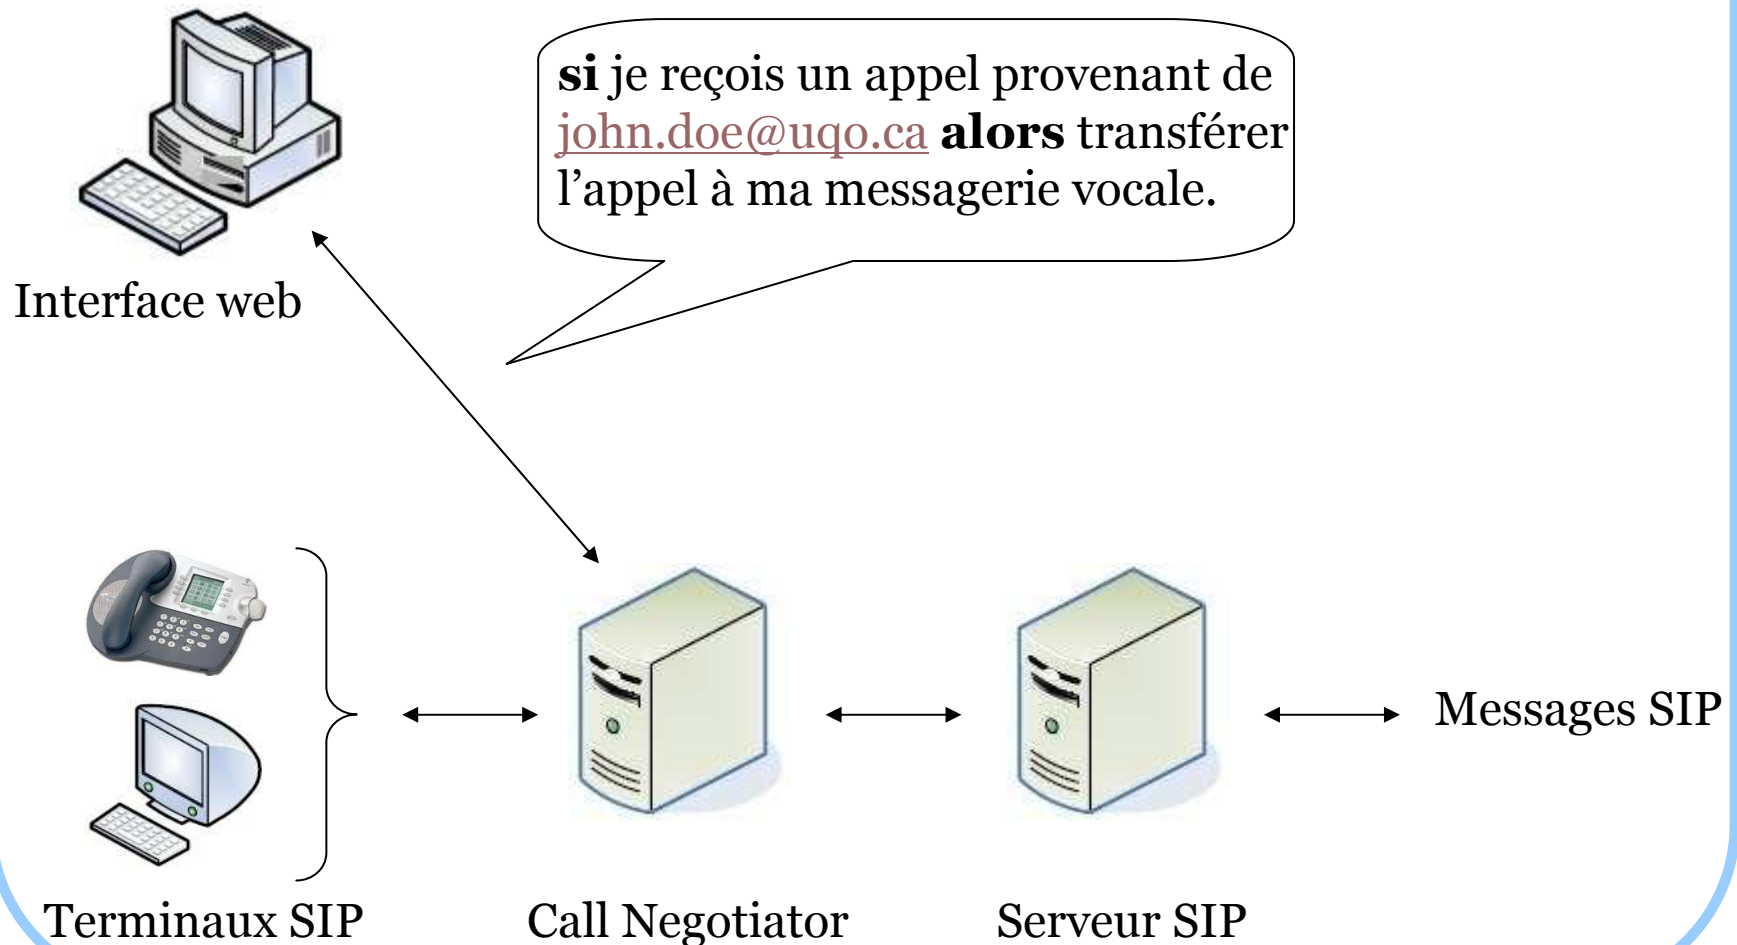 si je reçois un appel provenant de
john.doe@uqo.ca alors transférer
l’appel à ma messagerie vocale.
Interface web
Messages SIP
Terminaux SIP
Call Negotiator
Serveur SIP